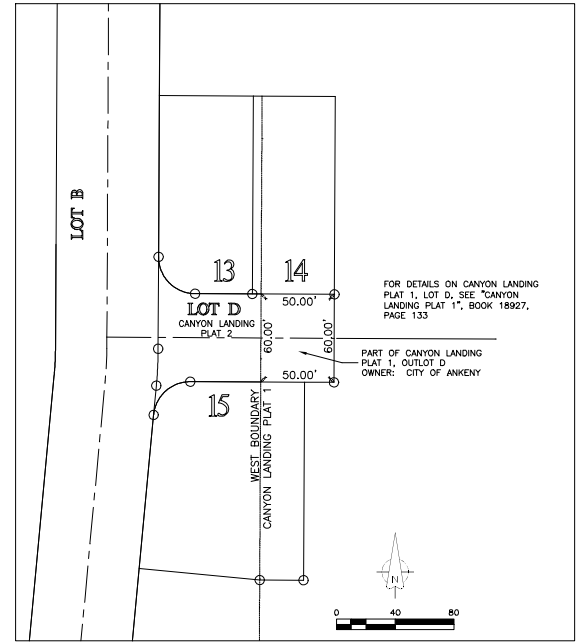 LOT B
13
14
50.00'
LOT D
CANYON LANDING
PLAT 2
60.00'
60.00'
FOR DETAILS ON CANYON LANDING
PLAT 1, LOT D, SEE "CANYON
LANDING PLAT 1", BOOK 18927,
PAGE 133
PART OF CANYON LANDING
PLAT 1, OUTLOT D
OWNER: CITY OF ANKENY
50.00'
15
WEST BOUNDARY
CANYON LANDING PLAT 1
N
0 40 80